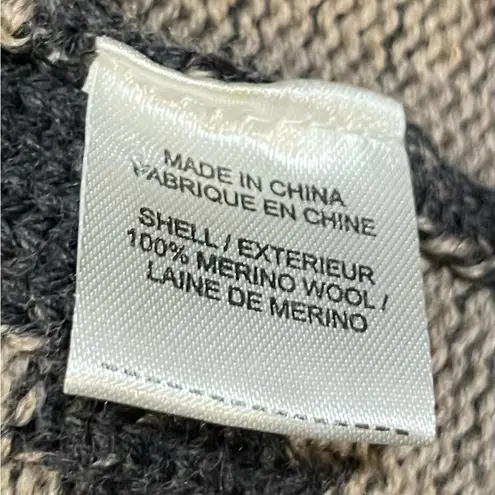 MADE IN CHINA
FABRIQUE EN CHINE
SHELL / EXTERIEUR
100% MERINO WOOL /
LAINE DE MERINO